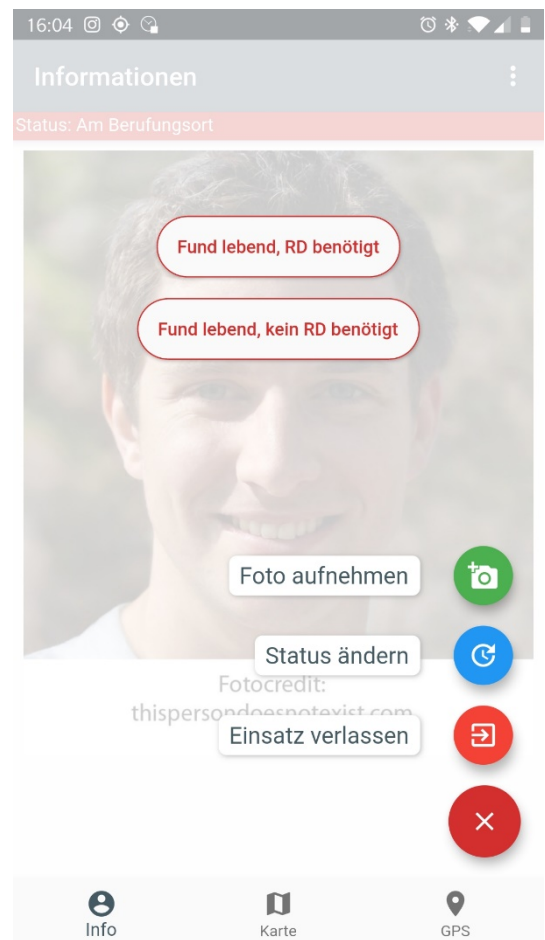 16:04
Informationen
Status: Am Berufungsort
Fund lebend, RD benötigt
Fund lebend, kein RD benötigt
Foto aufnehmen
Status ändern
Fotocredit:
thispersondoesnotexist.com
Einsatz verlassen
Info
Karte
GPS